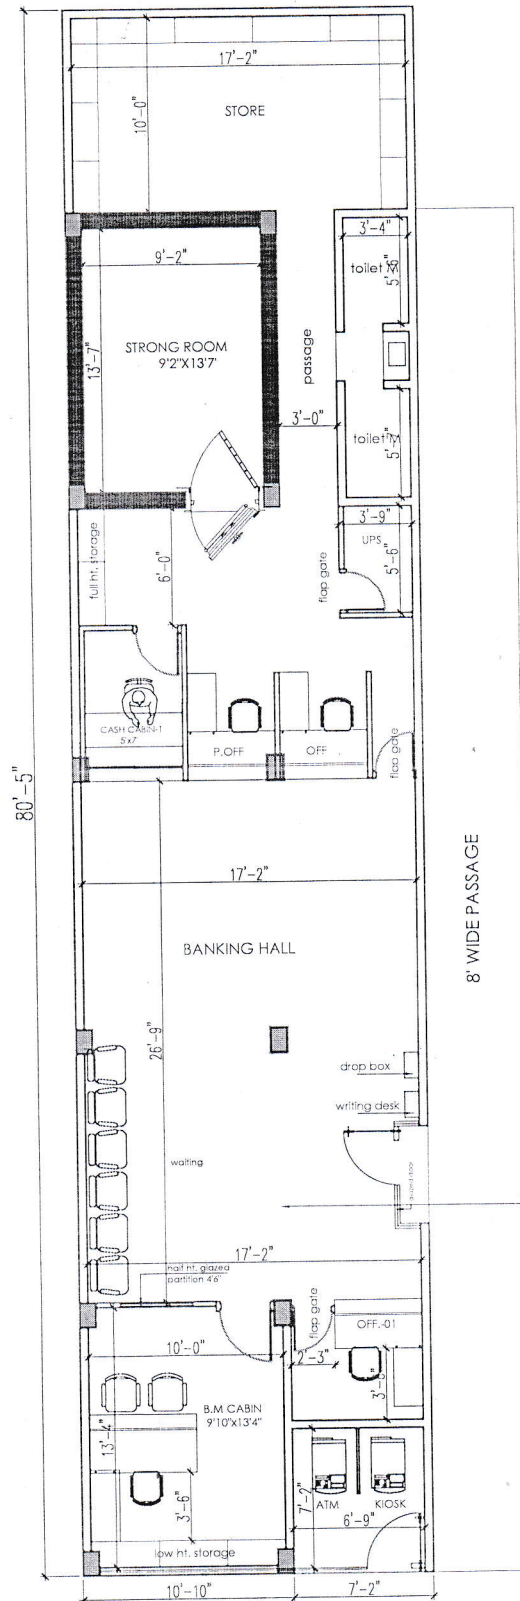 17'-2"
STORE
10'-0"
3'-4"
toilet M
5'-6"
9'-2"
STRONG ROOM
9'2"X13'7'
13'-7"
passage
3'-0"
toilet M
5'-7"
3'-9"
UPS
5'-6"
full ht. storage
6'-0"
flap gate
CASH CABIN-1
5'x7'
P.OFF
OFF
flap gate
80'-5"
17'-2"
8' WIDE PASSAGE
BANKING HALL
26'-9"
drop box
writing desk
waiting
17'-2"
half ht. glazed
partition 4'6"
flap gate
OFF.-01
10'-0"
2'-3"
B.M CABIN
9'10"x13'4"
13'-4"
3'-6"
7'-2"
ATM
KIOSK
6'-9"
low ht. storage
10'-10"
7'-2"